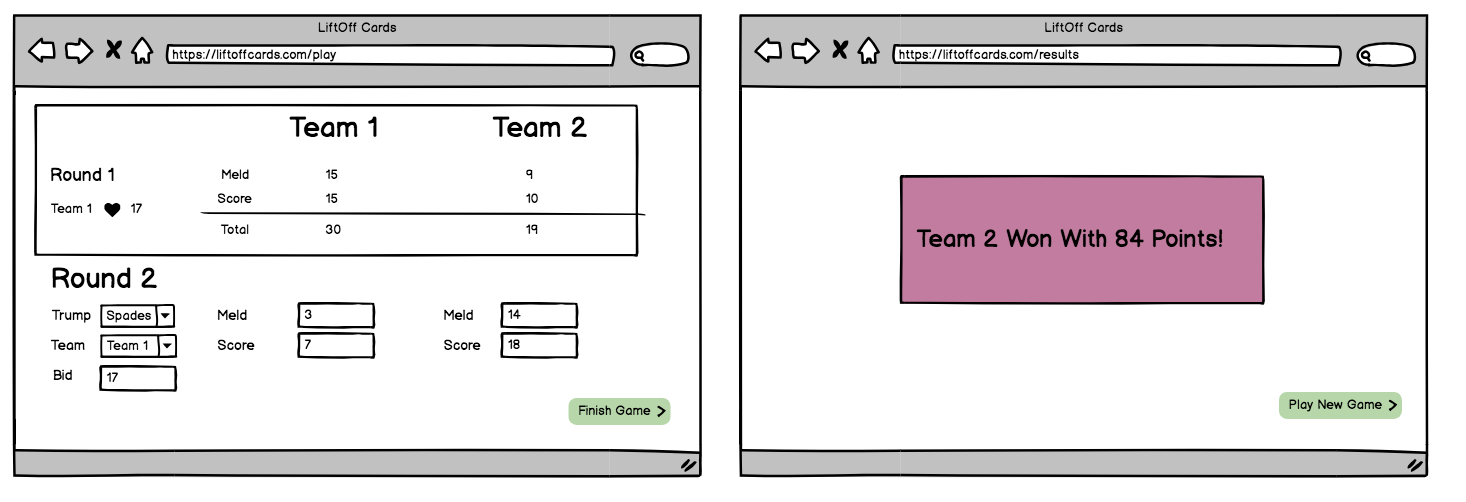 LiftOff Cards
https://liftoffcards.com/play
Team 1 Team 2
Round 1 Meld 15 9
Score 15 10
Team 1 ♥ 17
Total 30 19
Round 2
Trump Spades Meld 3 Meld 14
Team Team 1 Score 7 Score 18
Bid 17
Finish Game >
LiftOff Cards
https://liftoffcards.com/results
Team 2 Won With 84 Points!
Play New Game >